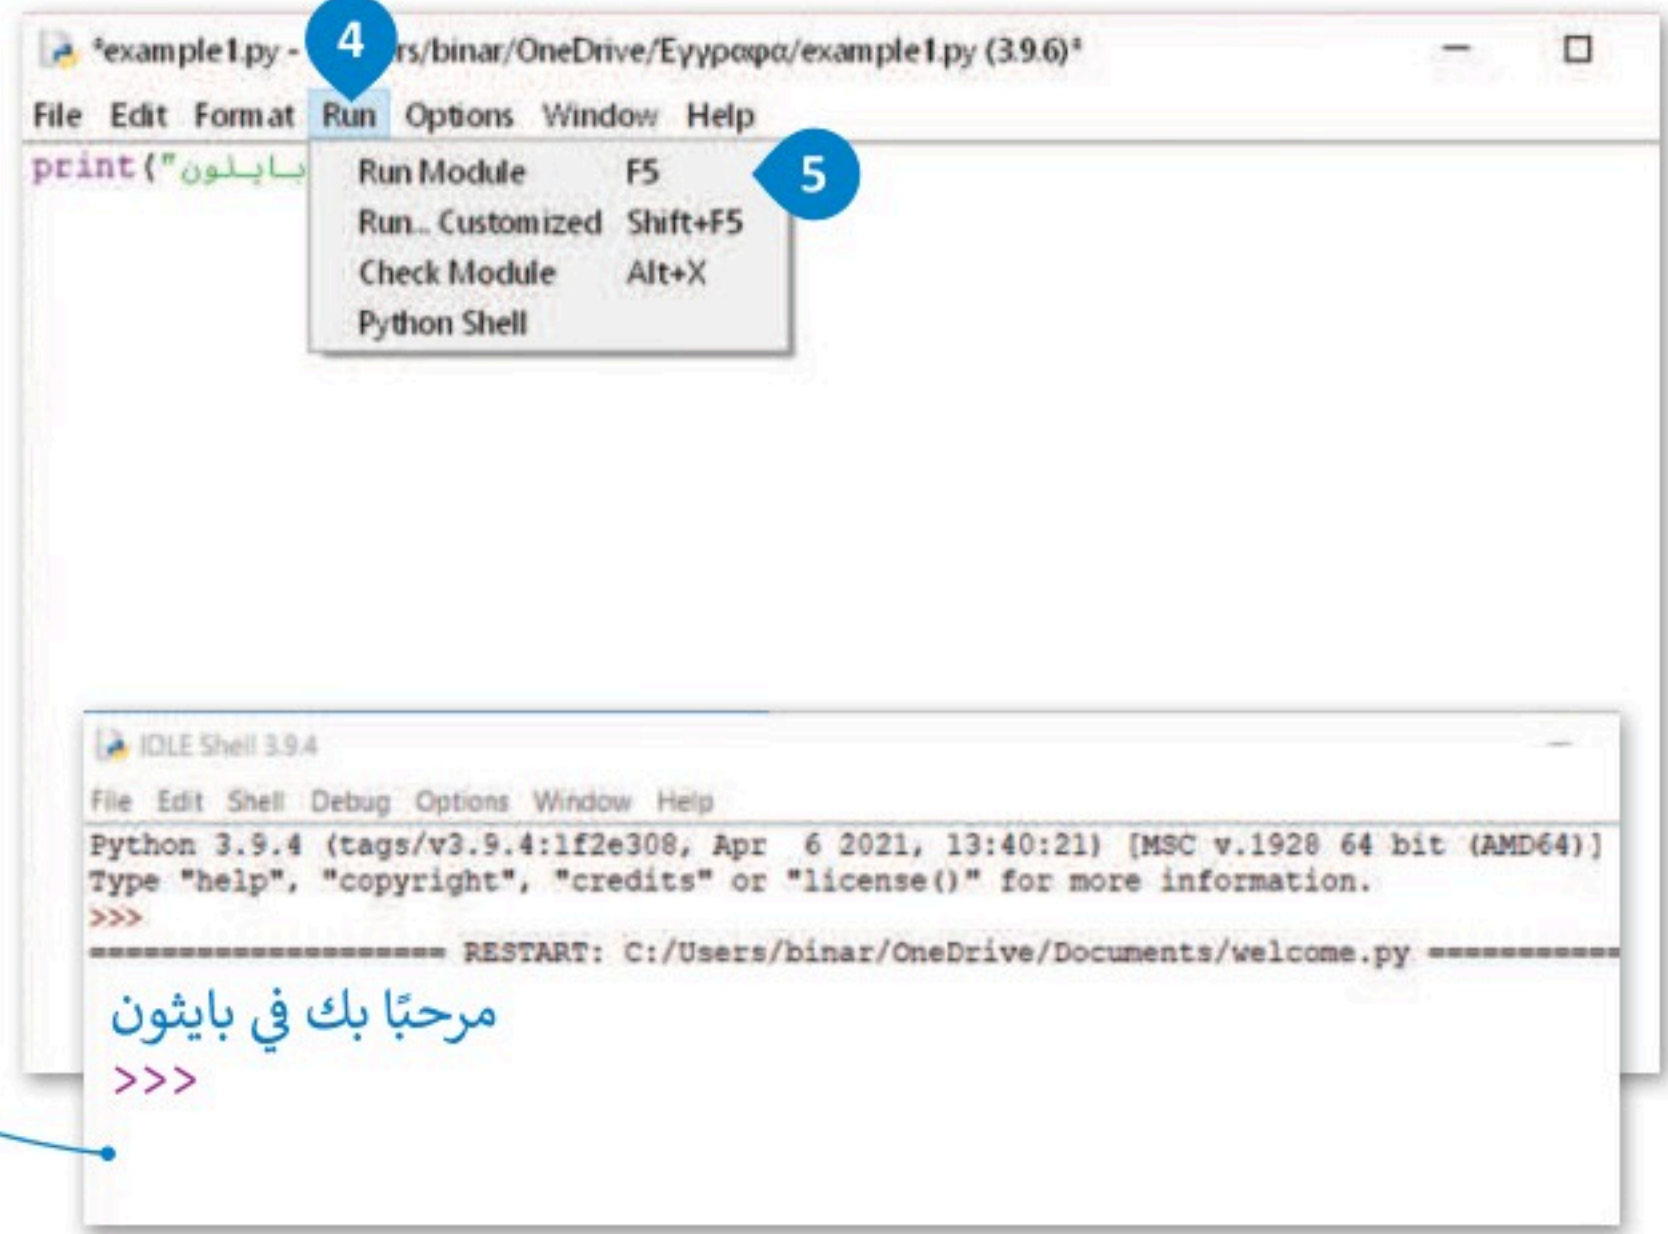 4
*example1.py - rs/binar/OneDrive/Έγγραφα/example1.py (3.9.6)*
File Edit Format Run Options Window Help
print("بايثون
Run Module F5
5
Run... Customized Shift+F5
Check Module Alt+X
Python Shell
IDLE Shell 3.9.4
File Edit Shell Debug Options Window Help
Python 3.9.4 (tags/v3.9.4:1f2e308, Apr 6 2021, 13:40:21) [MSC v.1928 64 bit (AMD64)]
Type "help", "copyright", "credits" or "license()" for more information.
>>>
==================== RESTART: C:/Users/binar/OneDrive/Documents/welcome.py ===========
مرحبًا بك في بايثون
>>>